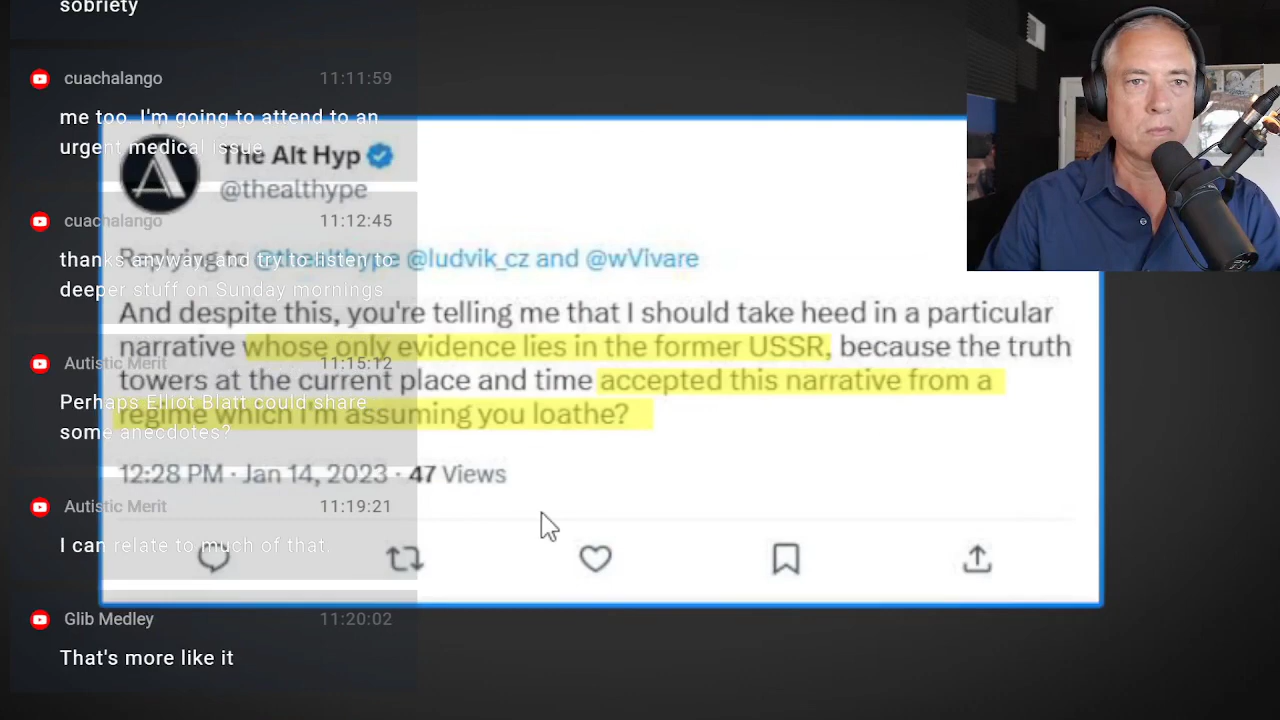 sobriety
cuachalango 11:11:59
me too. I'm going to attend to an
urgent medical issue
cuachalango 11:12:45
thanks anyway, and try to listen to
deeper stuff on Sunday mornings
Autistic Merit 11:15:12
Perhaps Elliot Blatt could share
some anecdotes?
Autistic Merit 11:19:21
I can relate to much of that.
Glib Medley 11:20:02
That's more like it
The Alt Hyp
@thealthype
Replying to @thealthype @ludvik_cz and @wVivare
And despite this, you're telling me that I should take heed in a particular
narrative whose only evidence lies in the former USSR, because the truth
towers at the current place and time accepted this narrative from a
regime which I'm assuming you loathe?
12:28 PM · Jan 14, 2023 · 47 Views